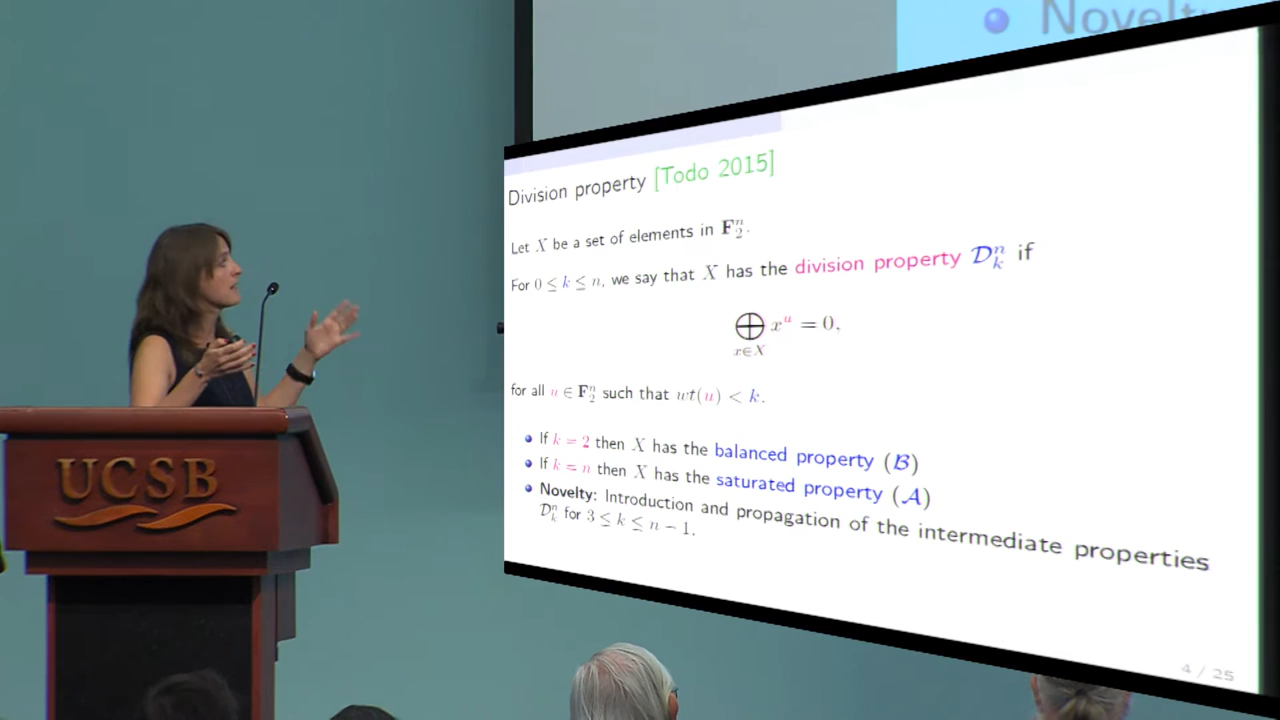 Novelt
Division property [Todo 2015]
Let X be a set of elements in F₂ⁿ.
For 0 ≤ k ≤ n, we say that X has the division property 𝒟ₖⁿ if
⨁ xᵘ = 0,
x∈X
for all u ∈ F₂ⁿ such that wt(u) < k.
If k = 2 then X has the balanced property (ℬ)
If k = n then X has the saturated property (𝒜)
Novelty: Introduction and propagation of the intermediate properties
𝒟ₖⁿ for 3 ≤ k ≤ n − 1.
4 / 25
UCSB